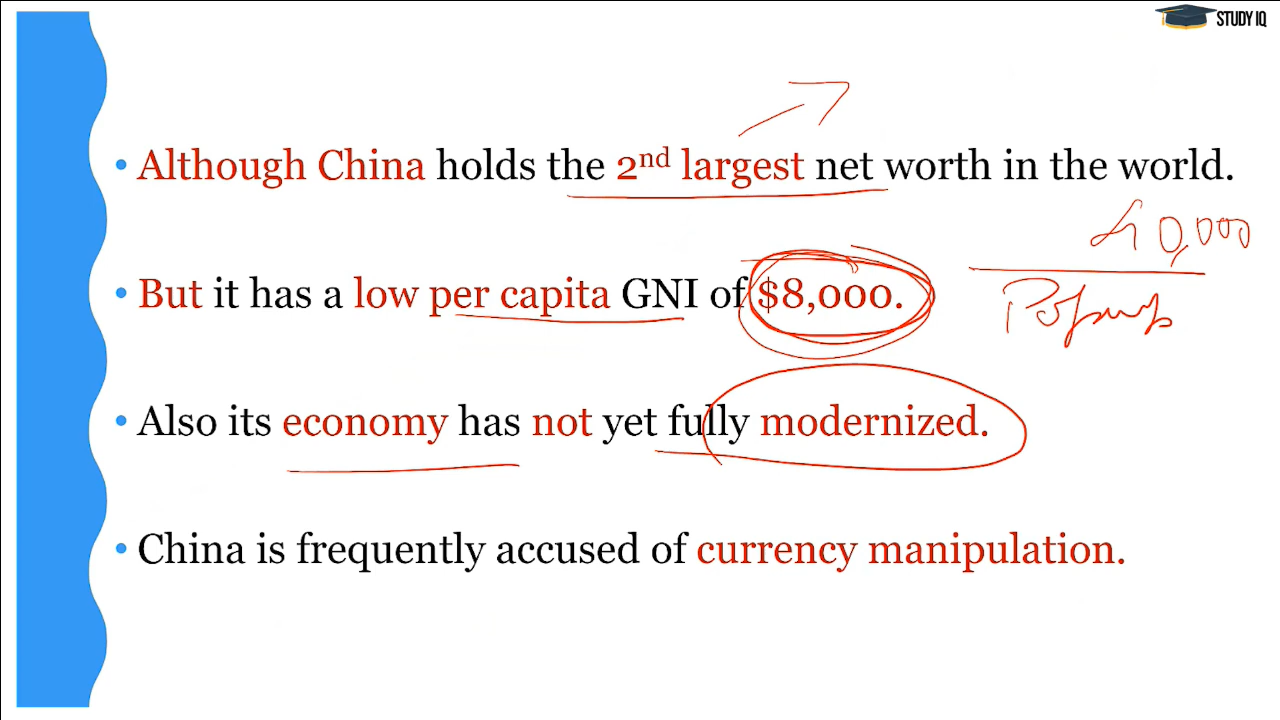 STUDY IQ
• Although China holds the 2nd largest net worth in the world.
0,000
• But it has a low per capita GNI of $8,000.
• Also its economy has not yet fully modernized.
• China is frequently accused of currency manipulation.